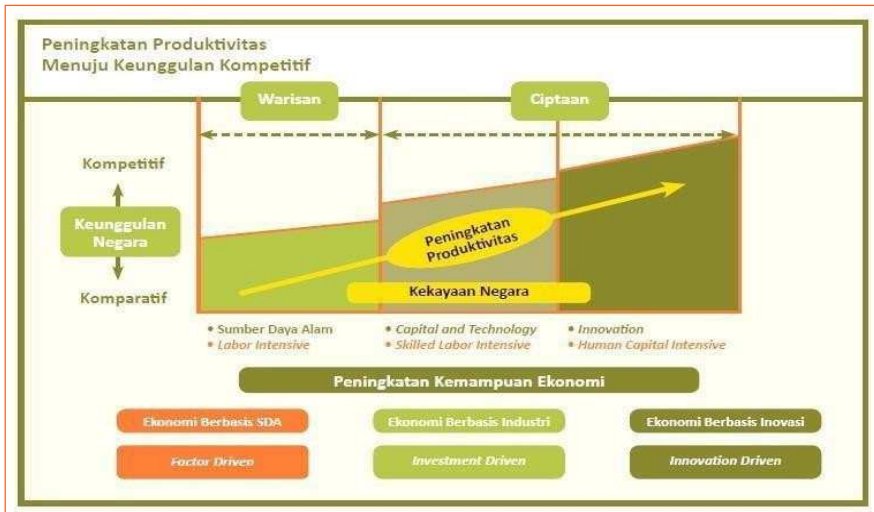 Peningkatan Produktivitas
Menuju Keunggulan Kompetitif
Warisan
Ciptaan
Kompetitif
Keunggulan
Negara
Komparatif
Peningkatan
Produktivitas
Kekayaan Negara
• Sumber Daya Alam
• Labor Intensive
• Capital and Technology
• Skilled Labor Intensive
• Innovation
• Human Capital Intensive
Peningkatan Kemampuan Ekonomi
Ekonomi Berbasis SDA
Ekonomi Berbasis Industri
Ekonomi Berbasis Inovasi
Factor Driven
Investment Driven
Innovation Driven